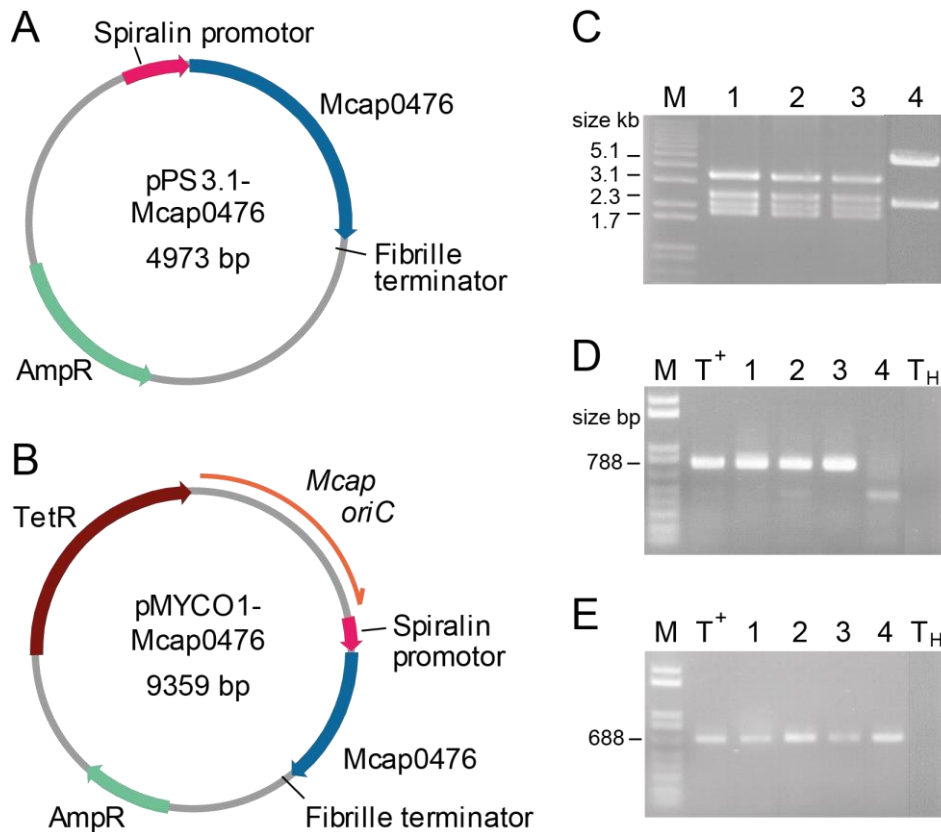 A
Spiralin promotor
Mcap0476
pPS3.1-
Mcap0476
4973 bp
Fibrille
terminator
AmpR
B
TetR
Mcap
oriC
pMYCO1-
Mcap0476
9359 bp
Spiralin
promotor
Mcap0476
Fibrille terminator
AmpR
C
M 1 2 3 4
size kb
5.1
3.1
2.3
1.7
D
M T+ 1 2 3 4 TH
size bp
788
E
M T+ 1 2 3 4 TH
688